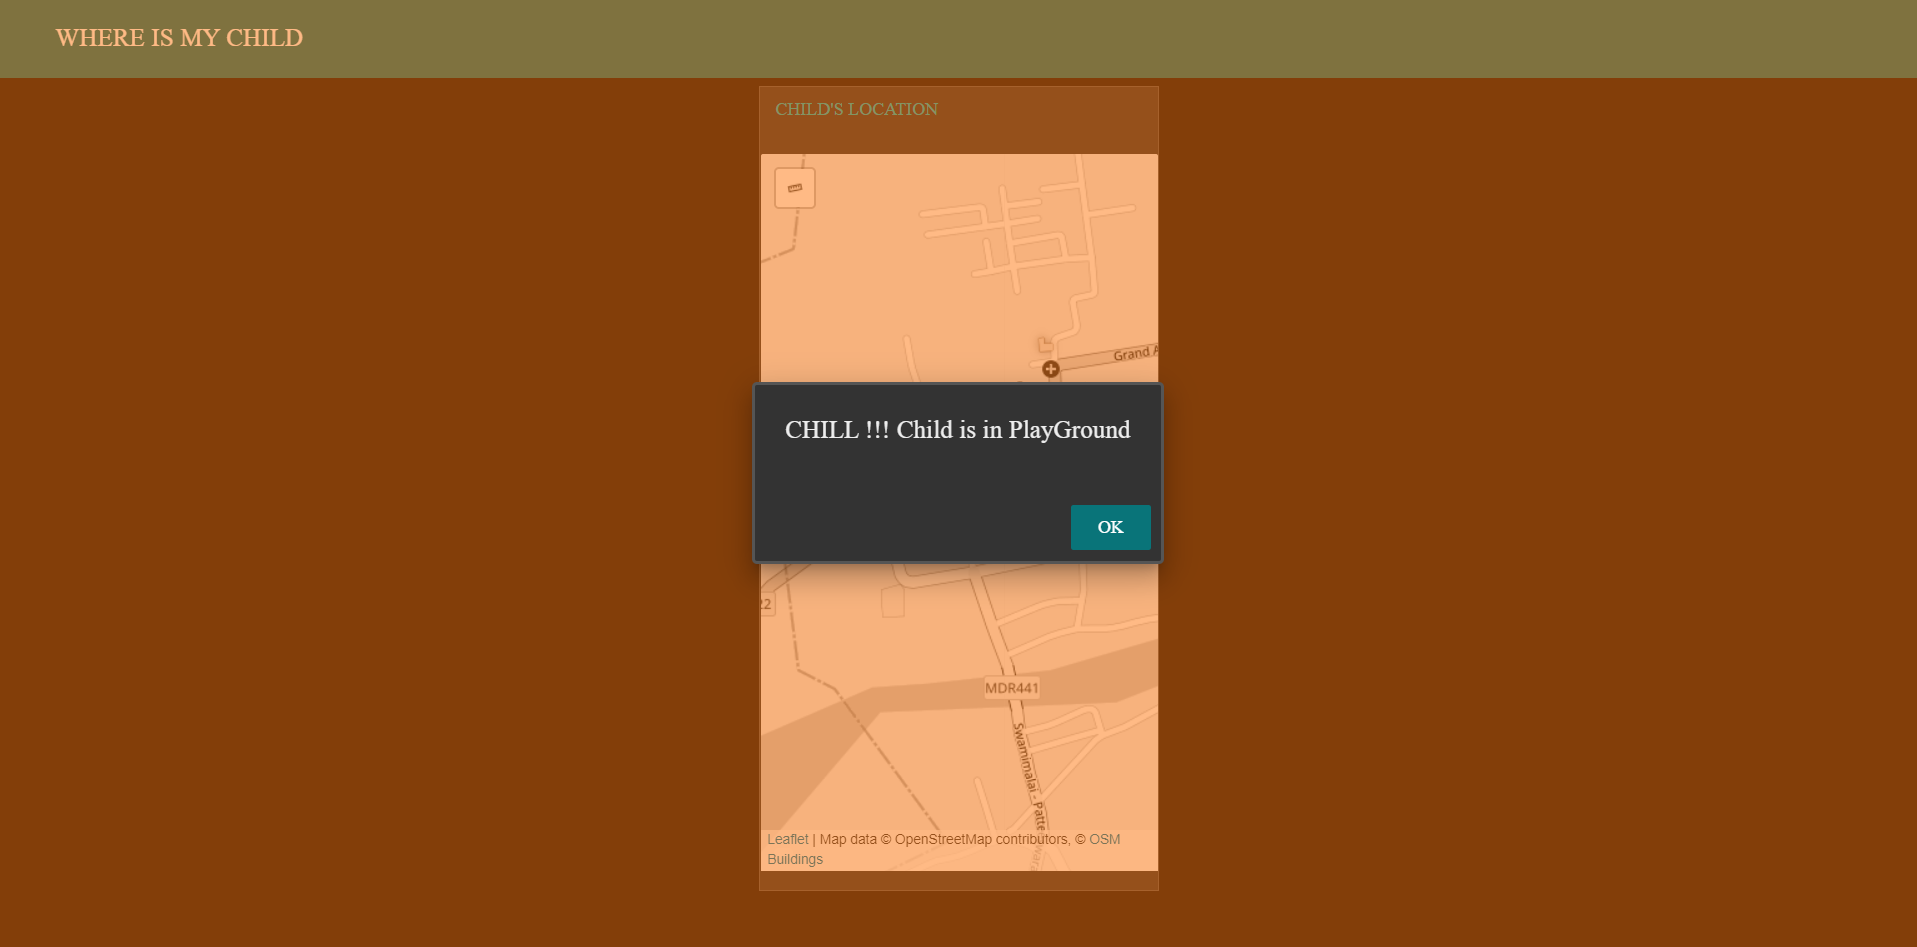 WHERE IS MY CHILD
CHILD'S LOCATION
Grand A
CHILL !!! Child is in PlayGround
OK
22
MDR441
Swamimalai - Patte
Leaflet | Map data © OpenStreetMap contributors, © OSM
Buildings